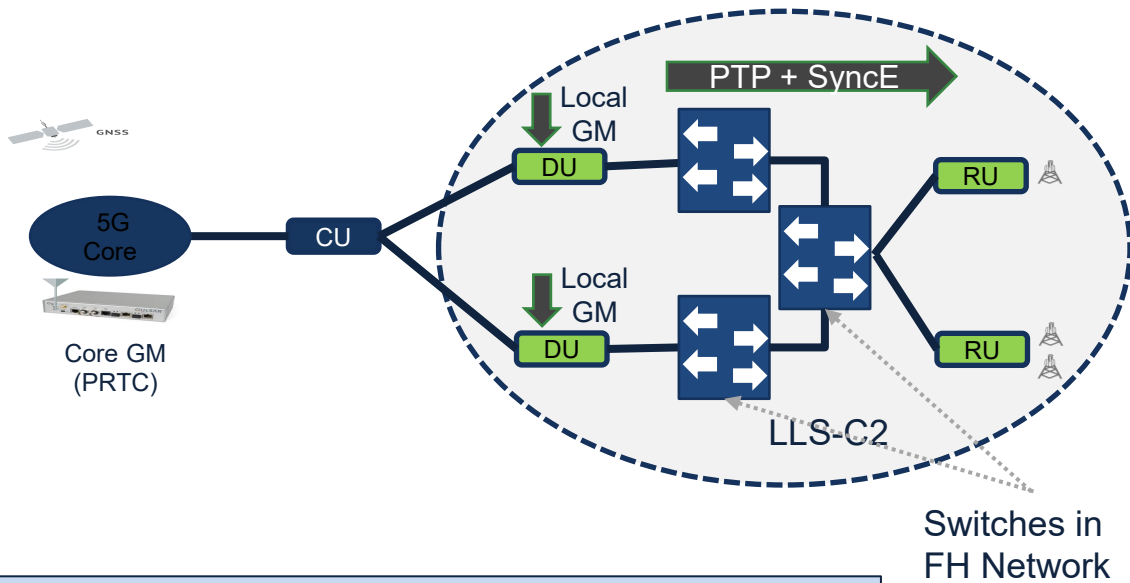 PTP + SyncE
Local
GM
GNSS
DU
RU
5G
Core
CU
Local
GM
DU
RU
Core GM
(PRTC)
LLS-C2
Switches in
FH Network